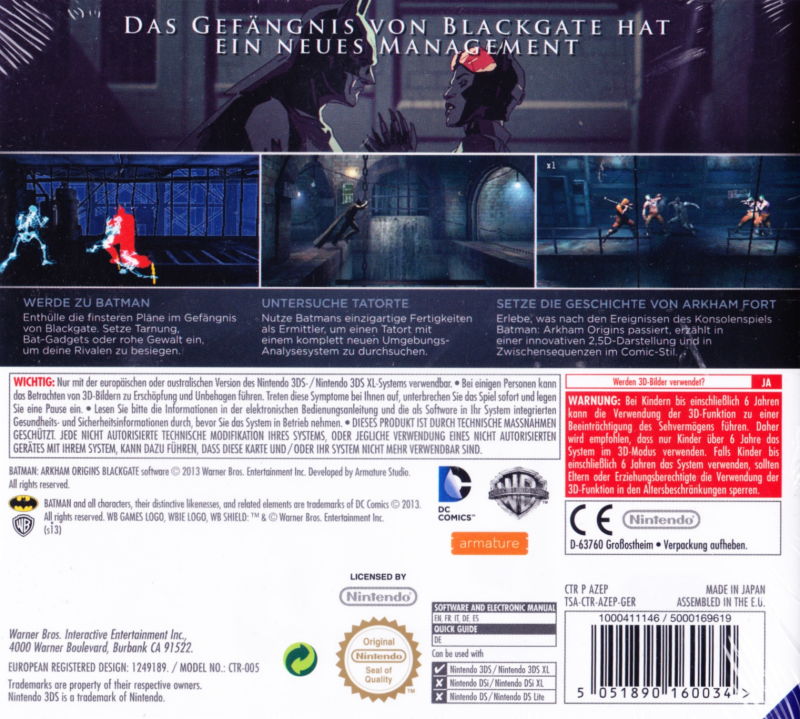 DAS GEFÄNGNIS VON BLACKGATE HAT
EIN NEUES MANAGEMENT
x1
WERDE ZU BATMAN
Enthülle die finsteren Pläne im Gefängnis
von Blackgate. Setze Tarnung,
Bat-Gadgets oder rohe Gewalt ein,
um deine Rivalen zu besiegen.
UNTERSUCHE TATORTE
Nutze Batmans einzigartige Fertigkeiten
als Ermittler, um einen Tatort mit
einem komplett neuen Umgebungs-
Analysesystem zu durchsuchen.
SETZE DIE GESCHICHTE VON ARKHAM FORT
Erlebe, was nach den Ereignissen des Konsolenspiels
Batman: Arkham Origins passiert, erzählt in
einer innovativen 2,5D-Darstellung und in
Zwischensequenzen im Comic-Stil.
WICHTIG: Nur mit der europäischen oder australischen Version des Nintendo 3DS-/Nintendo 3DS XL-Systems verwendbar. • Bei einigen Personen kann
das Betrachten von 3D-Bildern zu Erschöpfung und Unbehagen führen. Treten diese Symptome bei Ihnen auf, unterbrechen Sie das Spiel sofort und legen
Sie eine Pause ein. • Lesen Sie bitte die Informationen in der elektronischen Bedienungsanleitung und die als Software in Ihr System integrierten
Gesundheits- und Sicherheitsinformationen durch, bevor Sie das System in Betrieb nehmen. • DIESES PRODUKT IST DURCH TECHNISCHE MASSNAHMEN
GESCHÜTZT. JEDE NICHT AUTORISIERTE TECHNISCHE MODIFIKATION IHRES SYSTEMS, ODER JEGLICHE VERWENDUNG EINES NICHT AUTORISIERTEN
GERÄTES MIT IHREM SYSTEM, KANN DAZU FÜHREN, DASS DIESE KARTE UND/ODER IHR SYSTEM NICHT MEHR VERWENDBAR SIND.
Werden 3D-Bilder verwendet? JA
WARNUNG: Bei Kindern bis einschließlich 6 Jahren
kann die Verwendung der 3D-Funktion zu einer
Beeinträchtigung des Sehvermögens führen. Daher
wird empfohlen, dass nur Kinder über 6 Jahre das
System im 3D-Modus verwenden. Falls Kinder bis
einschließlich 6 Jahren das System verwenden, sollten
Eltern oder Erziehungsberechtigte die Verwendung der
3D-Funktion in den Altersbeschränkungen sperren.
BATMAN: ARKHAM ORIGINS BLACKGATE software © 2013 Warner Bros. Entertainment Inc. Developed by Armature Studio.
All rights reserved.
BATMAN and all characters, their distinctive likenesses, and related elements are trademarks of DC Comics © 2013.
All rights reserved. WB GAMES LOGO, WBIE LOGO, WB SHIELD: ™ & © Warner Bros. Entertainment Inc.
(s13)
DC
COMICS™
WB
armature
CE Nintendo
D-63760 Großostheim • Verpackung aufheben.
LICENSED BY
Nintendo
Original
Nintendo
Seal of
Quality
Warner Bros. Interactive Entertainment Inc.,
4000 Warner Boulevard, Burbank CA 91522.
EUROPEAN REGISTERED DESIGN: 1249189. / MODEL NO.: CTR-005
Trademarks are property of their respective owners.
Nintendo 3DS is a trademark of Nintendo.
SOFTWARE AND ELECTRONIC MANUAL
EN, FR, IT, DE, ES
QUICK GUIDE
DE
Can be used with
✓ Nintendo 3DS/Nintendo 3DS XL
X Nintendo DSi/Nintendo DSi XL
X Nintendo DS/Nintendo DS Lite
CTR P AZEP MADE IN JAPAN
TSA-CTR-AZEP-GER ASSEMBLED IN THE E.U.
1000411146 / 5000169619
5 051890 160034 >